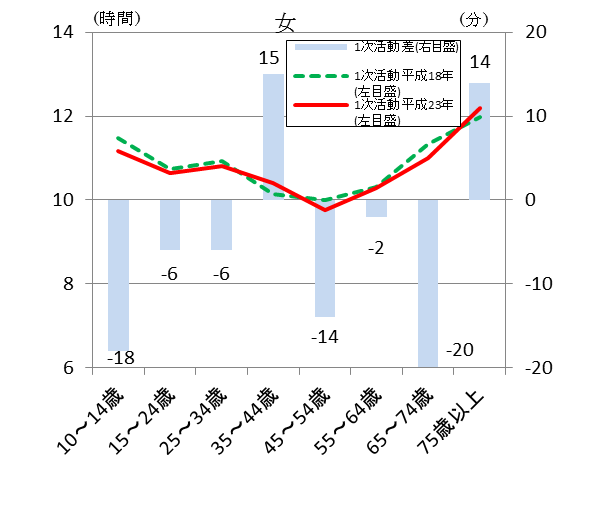 (時間)
女
(分)
14
12
10
8
6
20
10
0
-10
-20
1次活動差(右目盛)
1次活動 平成18年
(左目盛)
1次活動 平成23年
(左目盛)
-18
-6
-6
15
-14
-2
-20
14
10～14歳
15～24歳
25～34歳
35～44歳
45～54歳
55～64歳
65～74歳
75歳以上